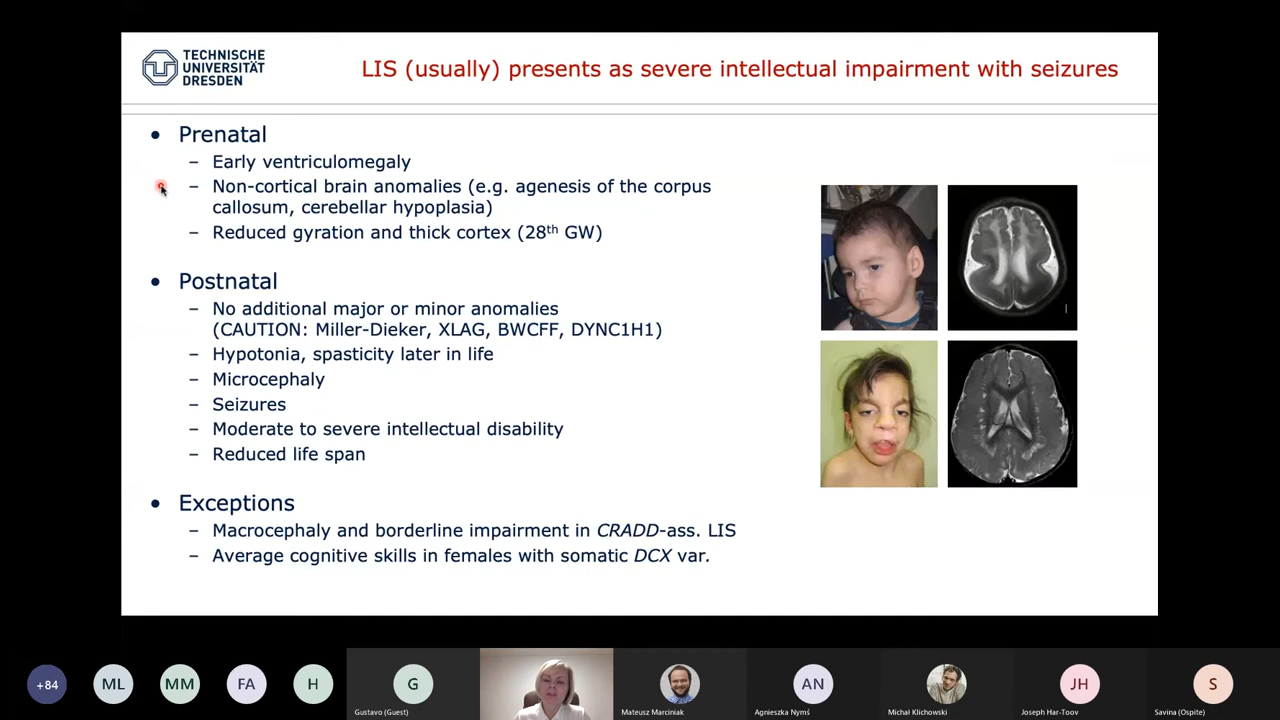 TECHNISCHE
UNIVERSITÄT
DRESDEN
LIS (usually) presents as severe intellectual impairment with seizures
• Prenatal
– Early ventriculomegaly
– Non-cortical brain anomalies (e.g. agenesis of the corpus
callosum, cerebellar hypoplasia)
– Reduced gyration and thick cortex (28th GW)
• Postnatal
– No additional major or minor anomalies
(CAUTION: Miller-Dieker, XLAG, BWCFF, DYNC1H1)
– Hypotonia, spasticity later in life
– Microcephaly
– Seizures
– Moderate to severe intellectual disability
– Reduced life span
• Exceptions
– Macrocephaly and borderline impairment in CRADD-ass. LIS
– Average cognitive skills in females with somatic DCX var.
+84 ML MM FA H G AN JH S
Gustavo (Guest) Mateusz Marciniak Agnieszka Nymś Michał Klichowski Joseph Har-Toov Savina (Ospite)